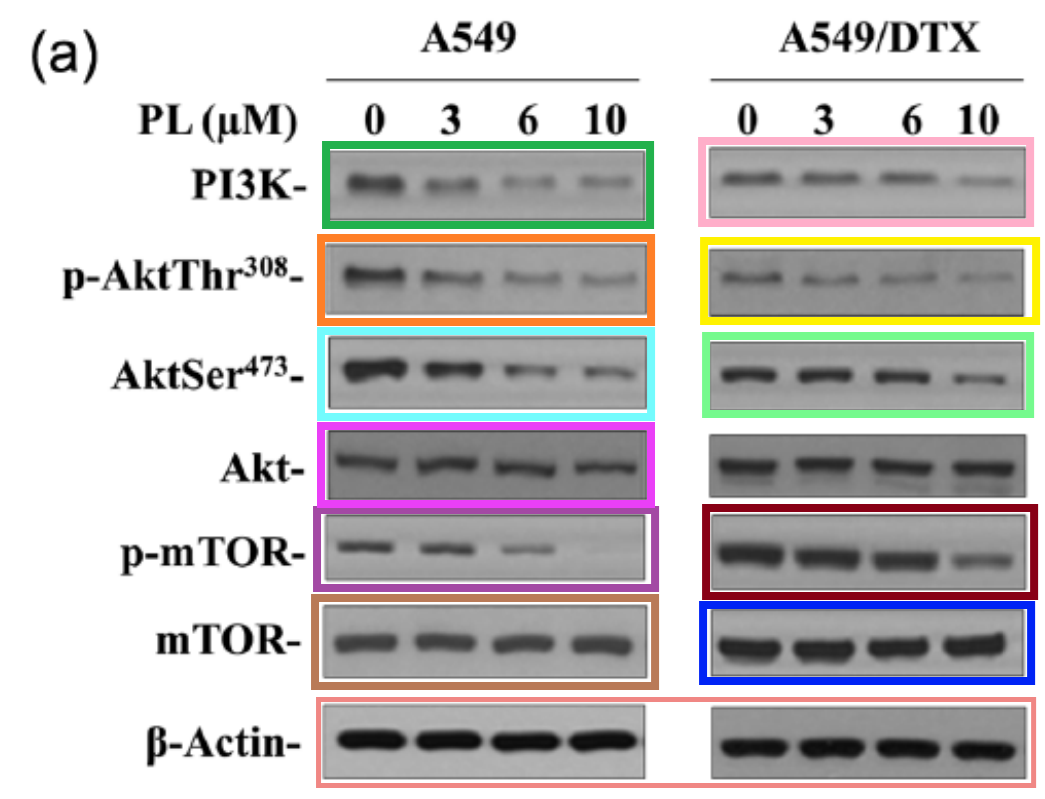 (a)
A549 A549/DTX
PL (μM) 0 3 6 10 0 3 6 10
PI3K-
p-AktThr³⁰⁸-
AktSer⁴⁷³-
Akt-
p-mTOR-
mTOR-
β-Actin-